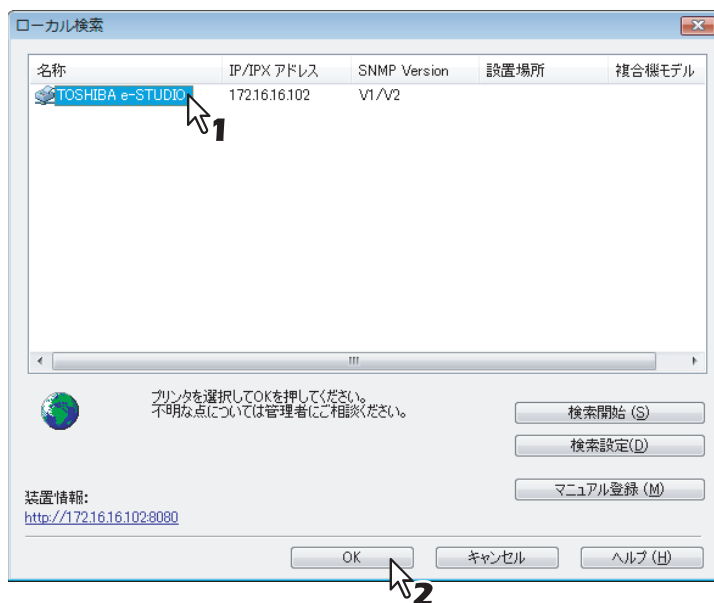 ローカル検索
名称 IP/IPX アドレス SNMP Version 設置場所 複合機モデル
TOSHIBA e-STUDIO 172.16.16.102 V1/V2
1
プリンタを選択してOKを押してください。
不明な点については管理者にご相談ください。
検索開始 (S)
検索設定(D)
マニュアル登録 (M)
装置情報:
http://172.16.16.102:8080
OK キャンセル ヘルプ (H)
2